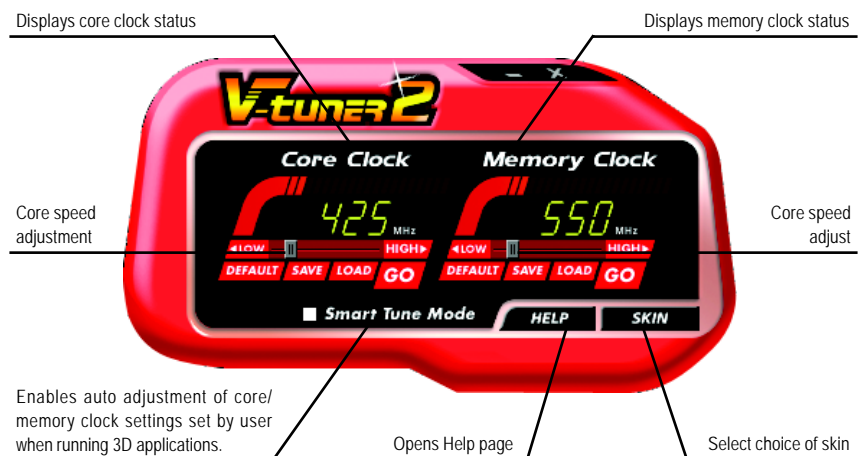 Displays core clock status
Displays memory clock status
V-tuner 2
Core Clock
Memory Clock
Core speed
adjustment
425 MHz
550 MHz
Core speed
adjust
LOW
HIGH
LOW
HIGH
DEFAULT SAVE LOAD GO
DEFAULT SAVE LOAD GO
Smart Tune Mode
HELP
SKIN
Enables auto adjustment of core/
memory clock settings set by user
when running 3D applications.
Opens Help page
Select choice of skin